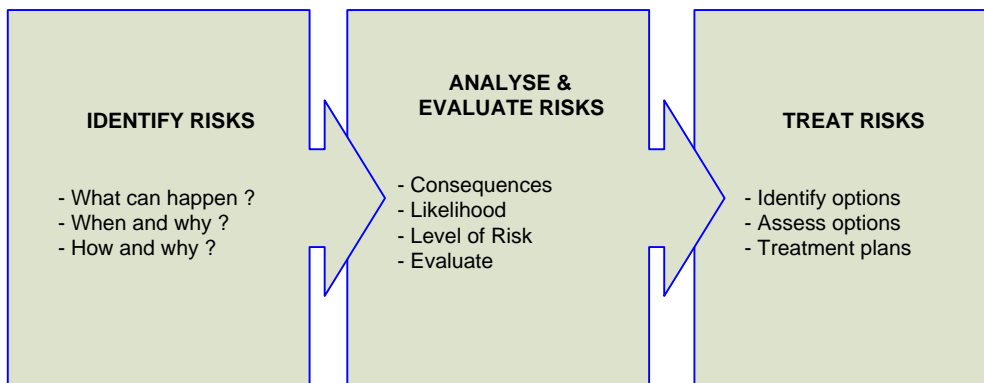 IDENTIFY RISKS
- What can happen ?
- When and why ?
- How and why ?
ANALYSE &
EVALUATE RISKS
- Consequences
- Likelihood
- Level of Risk
- Evaluate
TREAT RISKS
- Identify options
- Assess options
- Treatment plans